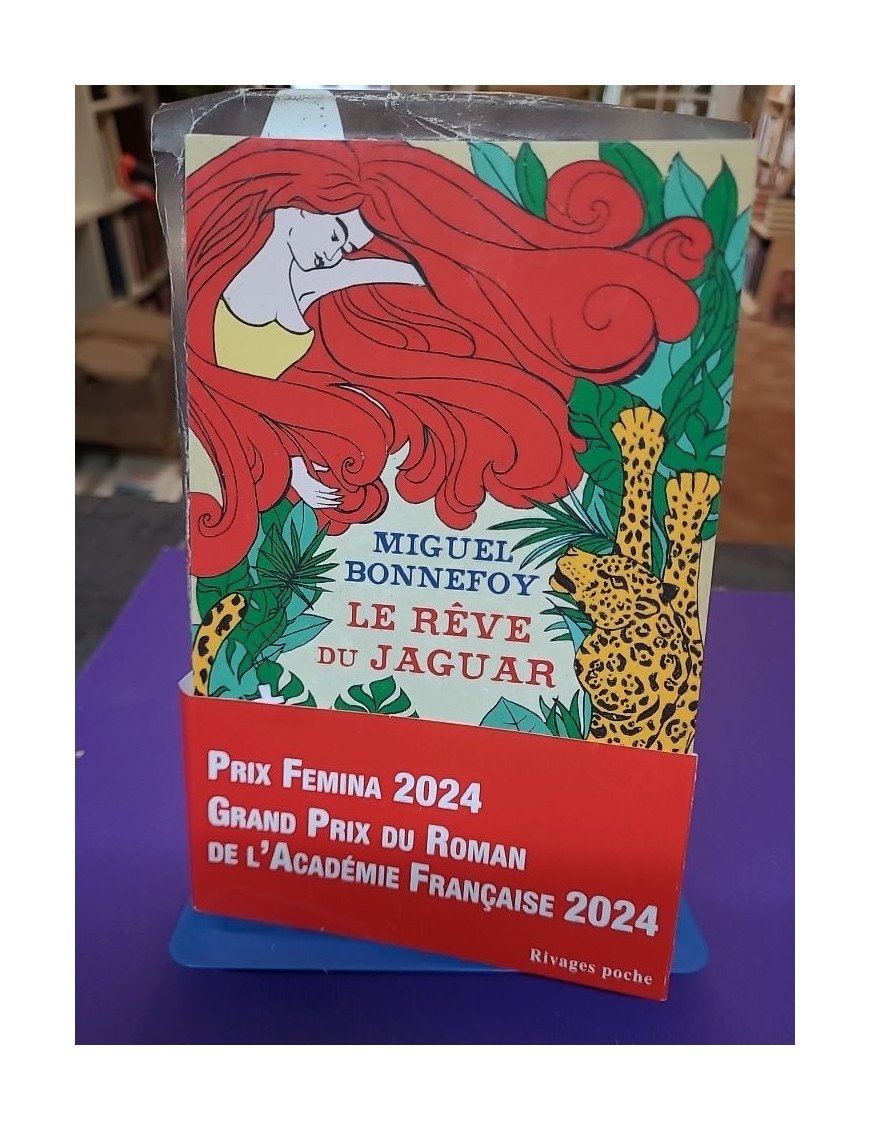 MIGUEL
BONNEFOY
LE RÊVE
DU JAGUAR
PRIX FEMINA 2024
GRAND PRIX DU ROMAN
DE L'ACADÉMIE FRANÇAISE 2024
Rivages poche